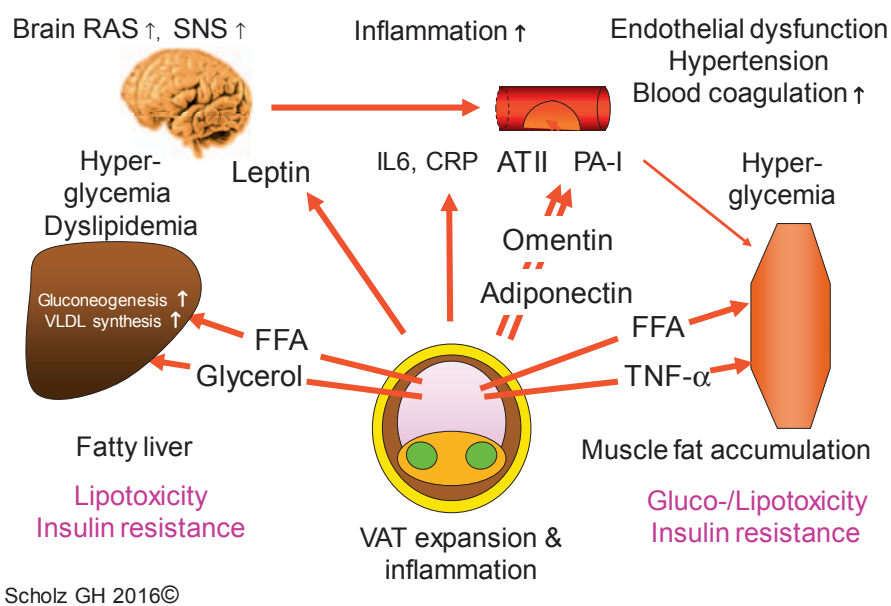 Brain RAS ↑, SNS ↑
Inflammation ↑
Endothelial dysfunction
Hypertension
Blood coagulation ↑
Hyper-
glycemia
Dyslipidemia
Leptin
IL6, CRP
ATII
PA-I
Hyper-
glycemia
Omentin
Adiponectin
Gluconeogenesis ↑
VLDL synthesis ↑
FFA
Glycerol
FFA
TNF-α
Fatty liver
Lipotoxicity
Insulin resistance
VAT expansion &
inflammation
Muscle fat accumulation
Gluco-/Lipotoxicity
Insulin resistance
Scholz GH 2016©